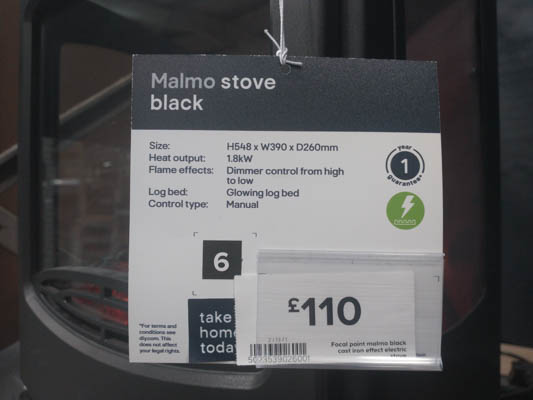 Malmo stove
black
Size: H548 x W390 x D260mm
Heat output: 1.8kW
Flame effects: Dimmer control from high
to low
Log bed: Glowing log bed
Control type: Manual
year
1
guarantee*
6
take
home
today
*For terms and
conditions see
diy.com. This
does not affect
your legal rights.
£110
5023539026001
Focal point malmo black
cast iron effect electric
stove